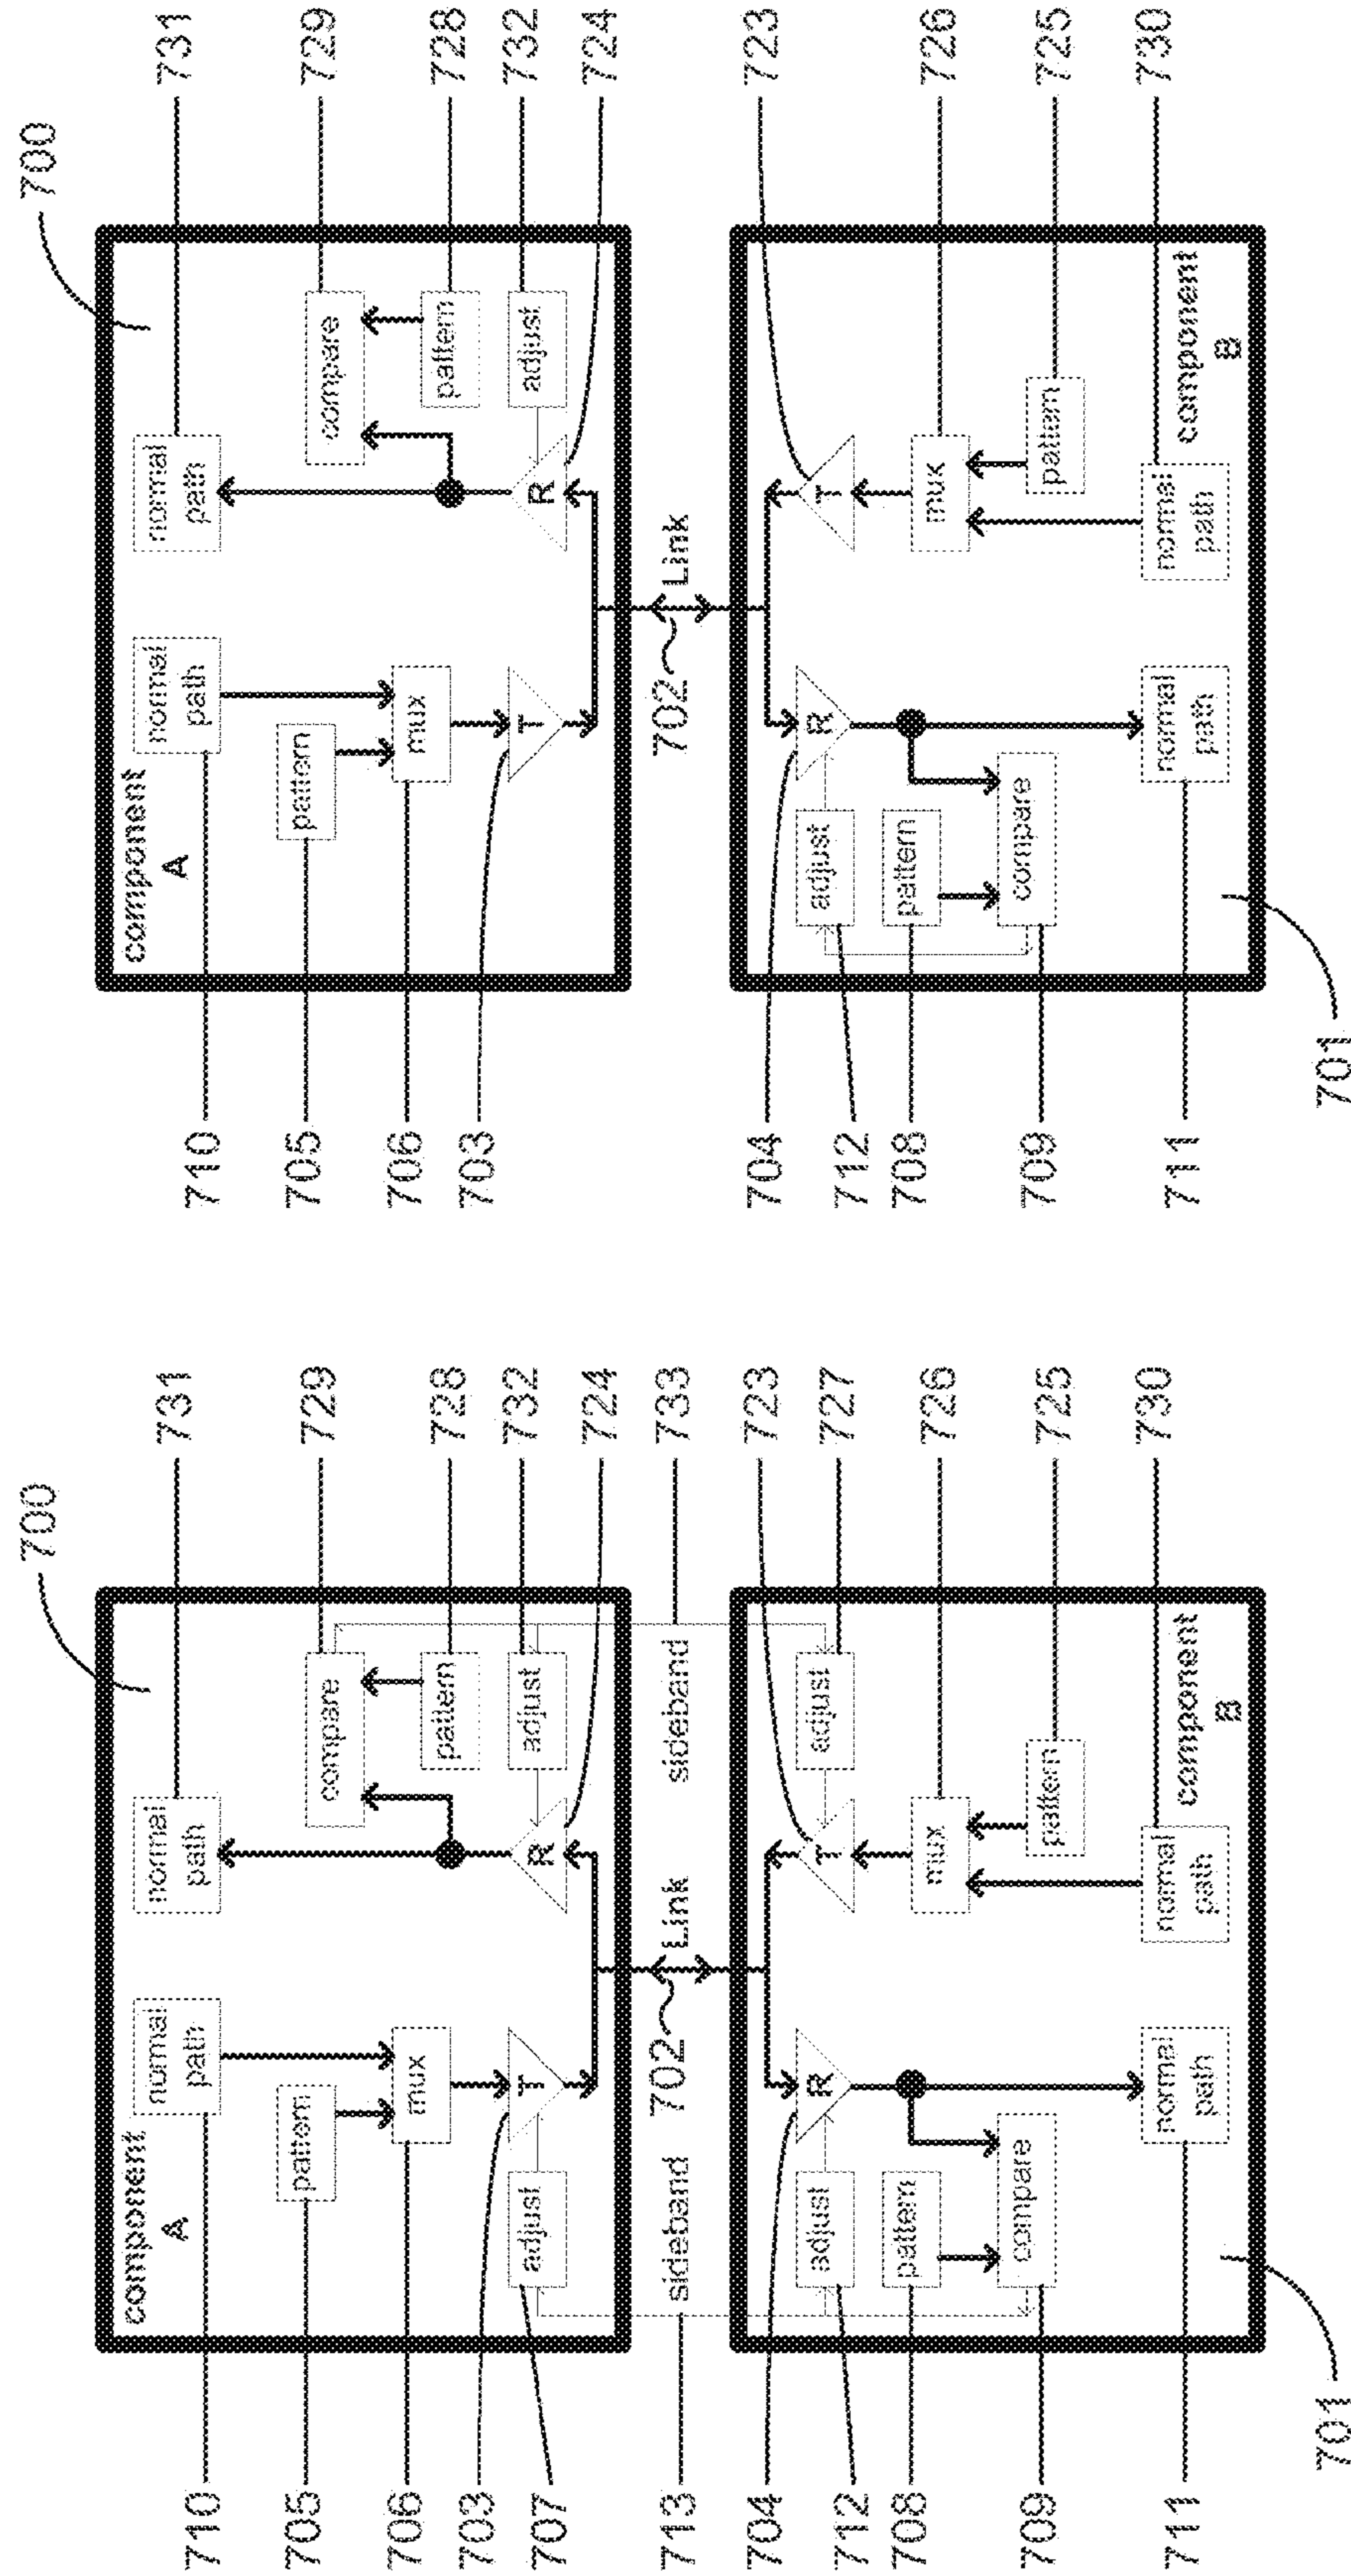 700
component
A
710
normal
path
normal
path
731
705
pattern
compare
729
706
mux
pattern
728
703
T
R
adjust
732
707
adjust
724
713
sideband
702
Link
sideband
733
704
R
T
723
712
adjust
adjust
727
708
pattern
mux
726
709
compare
pattern
725
711
normal
path
normal
path
730
component
B
701
700
component
A
710
normal
path
normal
path
731
705
pattern
compare
729
706
mux
pattern
728
703
T
R
adjust
732
724
702
Link
704
R
T
723
712
adjust
708
pattern
mux
726
709
compare
pattern
725
711
normal
path
normal
path
730
component
B
701